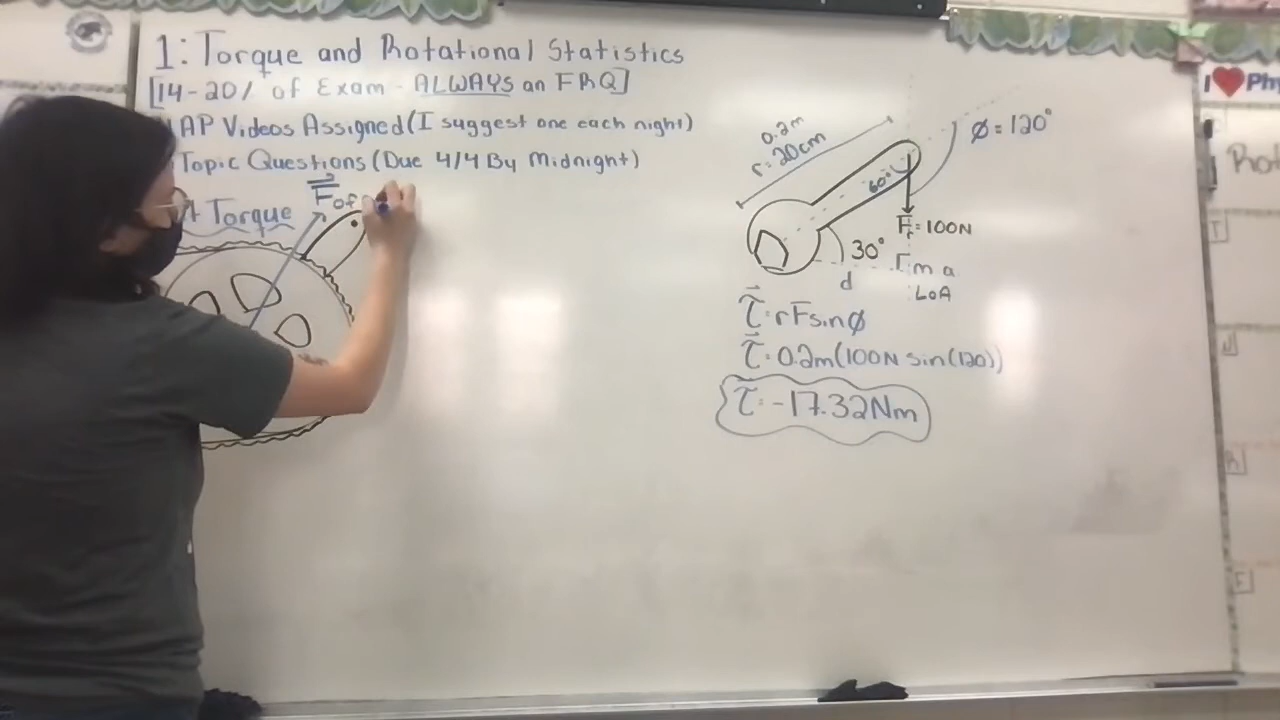 1: Torque and Rotational Statistics
[14-20% of Exam - ALWAYS an FRQ]
AP Videos Assigned (I suggest one each night)
Topic Questions (Due 4/4 By Midnight)
Torque
F of
0.2m
r = 20cm
φ = 120°
60°
F = 100N
30°
d
m a
LoA
τ = rFsinφ
τ = 0.2m(100N sin(120))
τ = -17.32Nm
I ❤ Phy
Rot